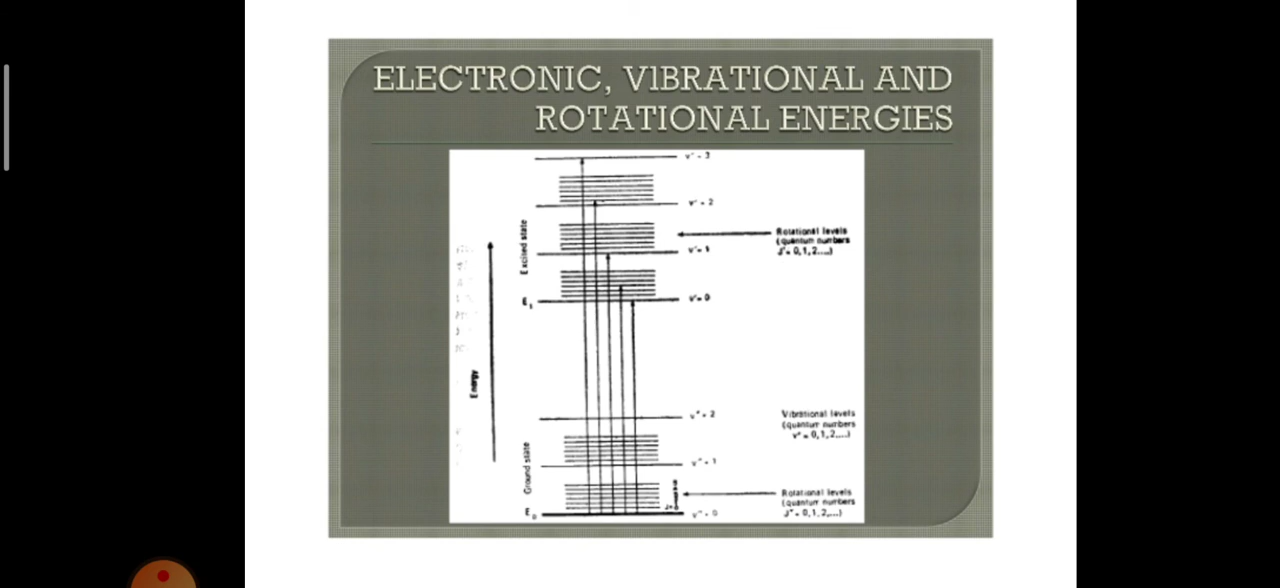 ELECTRONIC, VIBRATIONAL AND
ROTATIONAL ENERGIES
v' = 3
v' = 2
Excited state
Rotational levels
(quantum numbers
J' = 0,1,2,...)
v' = 1
E₁
v' = 0
Energy
v" = 2
Vibrational levels
(quantum numbers
v" = 0,1,2,...)
Ground state
v" = 1
Rotational levels
(quantum numbers
J" = 0,1,2,...)
E₀
v" = 0